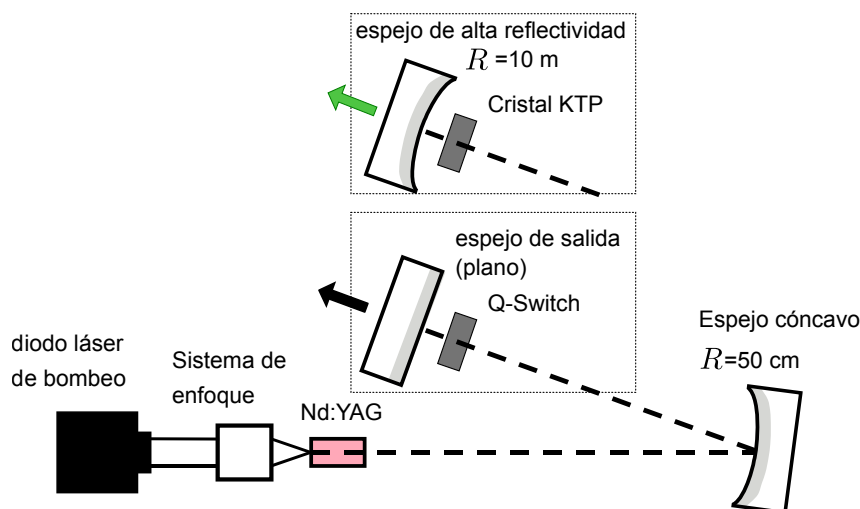 espejo de alta reflectividad
R =10 m
Cristal KTP
espejo de salida
(plano)
Q-Switch
Espejo cóncavo
R=50 cm
diodo láser
de bombeo
Sistema de
enfoque
Nd:YAG